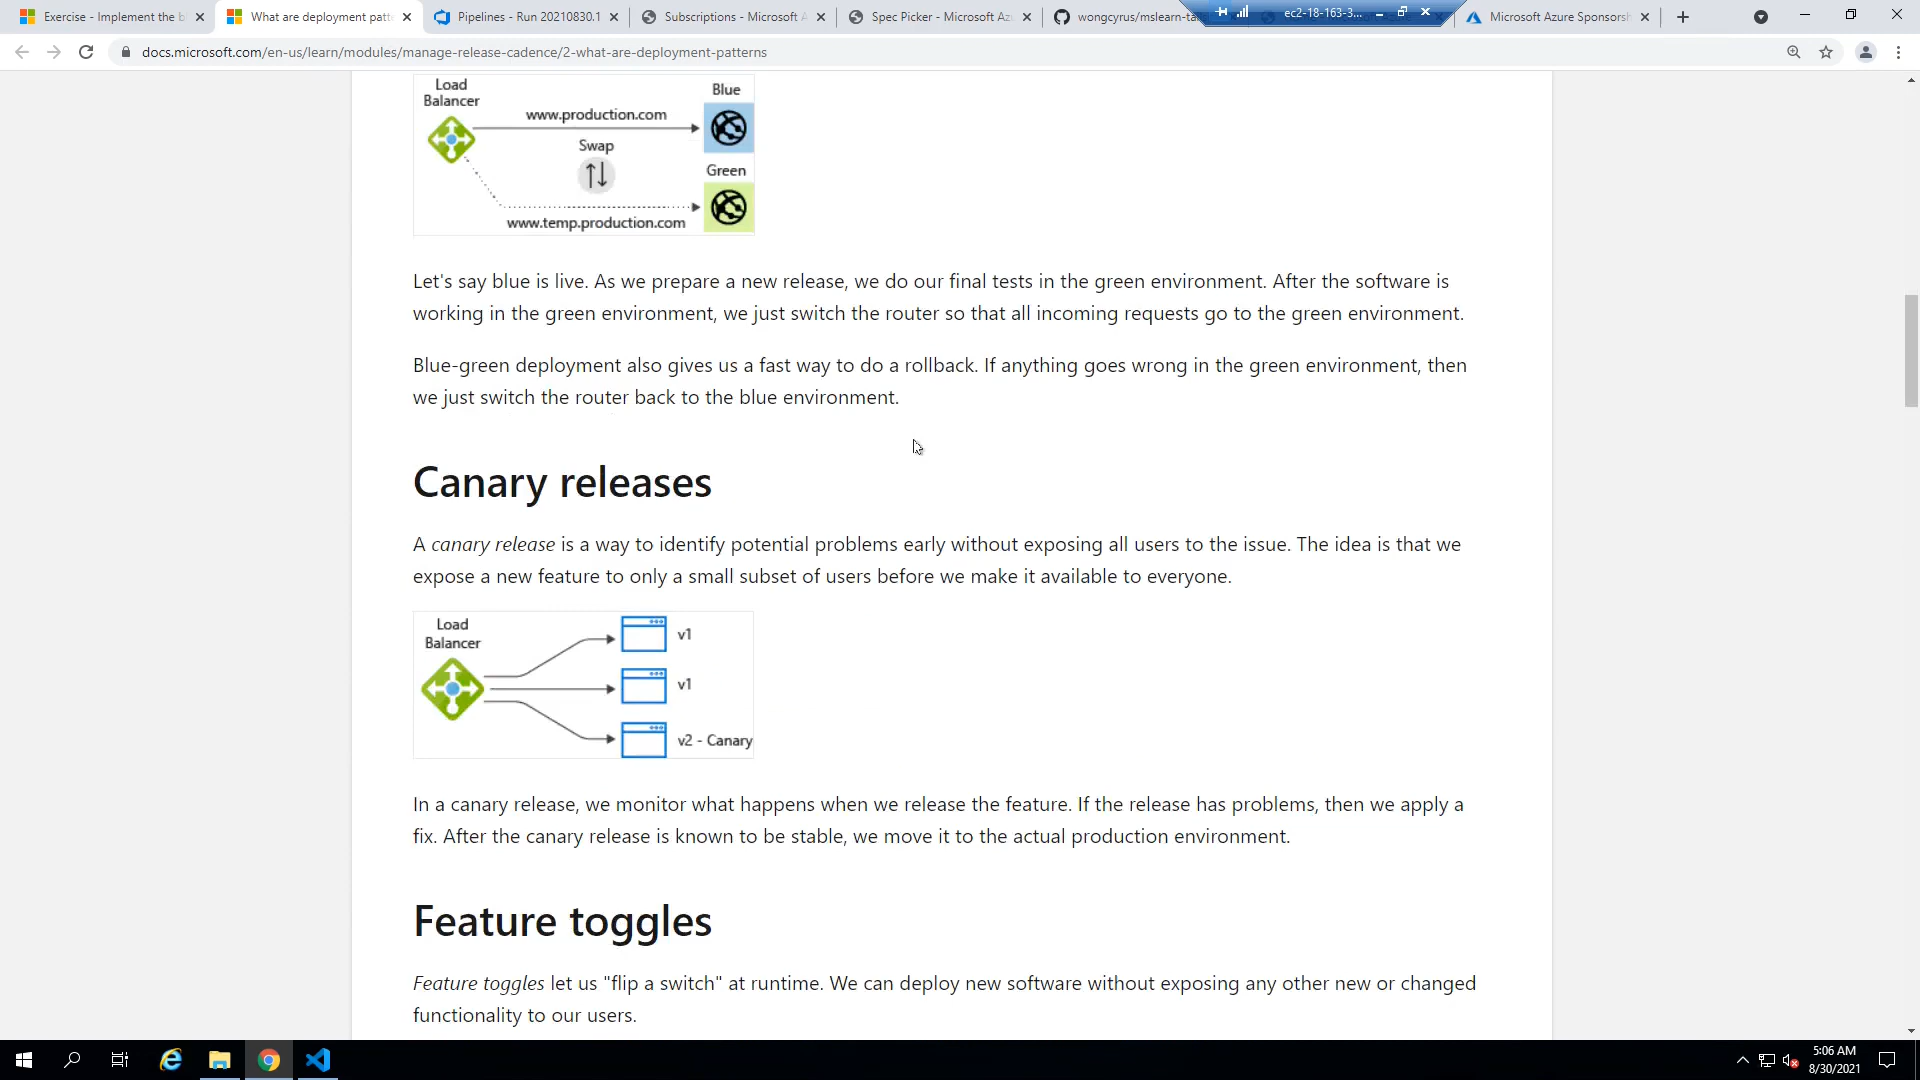 Exercise - Implement the b
What are deployment patte
Pipelines - Run 20210830.1
Subscriptions - Microsoft A
Spec Picker - Microsoft Az
wongcyrus/mslearn-tail
ec2-18-163-3...
Microsoft Azure Sponsorsh
docs.microsoft.com/en-us/learn/modules/manage-release-cadence/2-what-are-deployment-patterns
Load
Balancer
www.production.com
Blue
Swap
Green
www.temp.production.com
Let's say blue is live. As we prepare a new release, we do our final tests in the green environment. After the software is
working in the green environment, we just switch the router so that all incoming requests go to the green environment.
Blue-green deployment also gives us a fast way to do a rollback. If anything goes wrong in the green environment, then
we just switch the router back to the blue environment.
Canary releases
A canary release is a way to identify potential problems early without exposing all users to the issue. The idea is that we
expose a new feature to only a small subset of users before we make it available to everyone.
Load
Balancer
v1
v1
v2 - Canary
In a canary release, we monitor what happens when we release the feature. If the release has problems, then we apply a
fix. After the canary release is known to be stable, we move it to the actual production environment.
Feature toggles
Feature toggles let us "flip a switch" at runtime. We can deploy new software without exposing any other new or changed
functionality to our users.
5:06 AM
8/30/2021